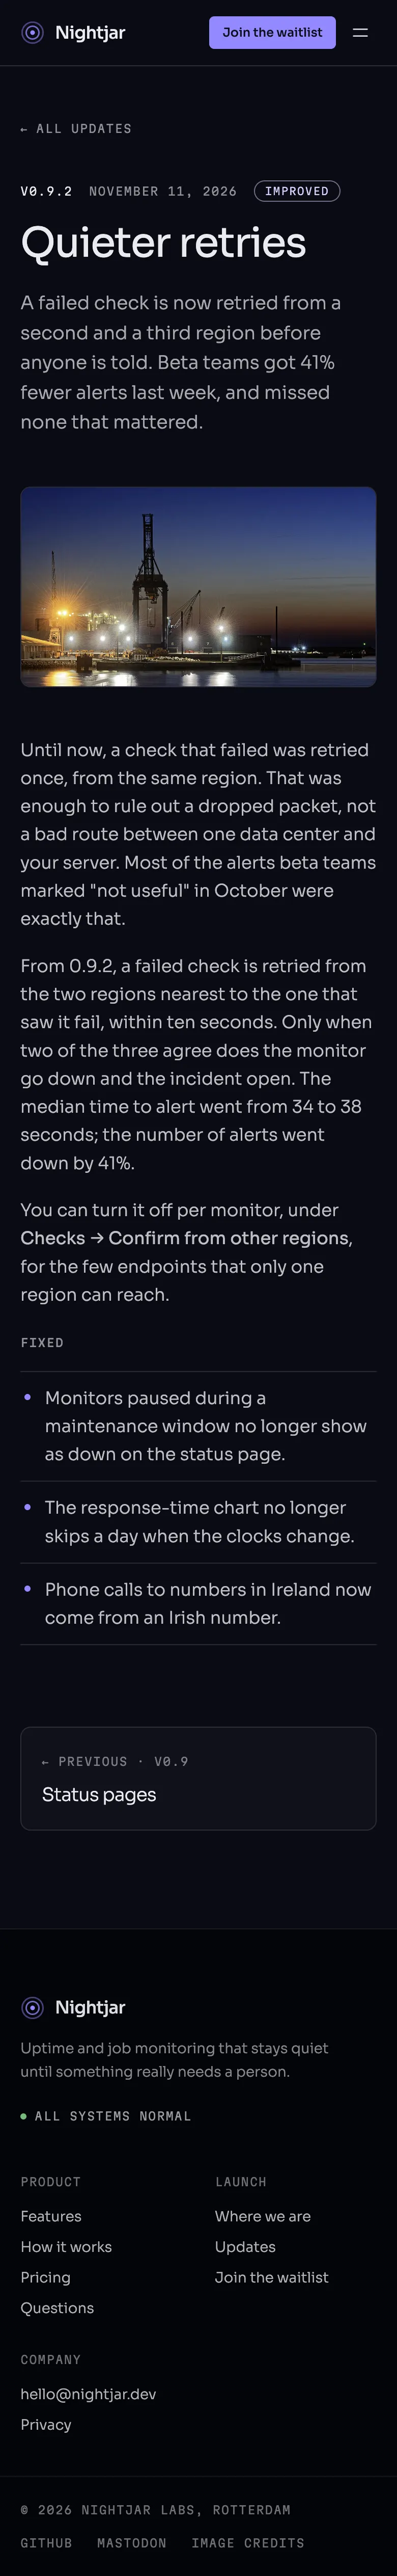 Nightjar
Join the waitlist
← ALL UPDATES
V0.9.2 NOVEMBER 11, 2026 IMPROVED
Quieter retries
A failed check is now retried from a
second and a third region before
anyone is told. Beta teams got 41%
fewer alerts last week, and missed
none that mattered.
Until now, a check that failed was retried
once, from the same region. That was
enough to rule out a dropped packet, not
a bad route between one data center and
your server. Most of the alerts beta teams
marked "not useful" in October were
exactly that.
From 0.9.2, a failed check is retried from
the two regions nearest to the one that
saw it fail, within ten seconds. Only when
two of the three agree does the monitor
go down and the incident open. The
median time to alert went from 34 to 38
seconds; the number of alerts went
down by 41%.
You can turn it off per monitor, under
Checks → Confirm from other regions,
for the few endpoints that only one
region can reach.
FIXED
Monitors paused during a
maintenance window no longer show
as down on the status page.
The response-time chart no longer
skips a day when the clocks change.
Phone calls to numbers in Ireland now
come from an Irish number.
← PREVIOUS · V0.9
Status pages
Nightjar
Uptime and job monitoring that stays quiet
until something really needs a person.
ALL SYSTEMS NORMAL
PRODUCT
Features
How it works
Pricing
Questions
LAUNCH
Where we are
Updates
Join the waitlist
COMPANY
hello@nightjar.dev
Privacy
© 2026 NIGHTJAR LABS, ROTTERDAM
GITHUB MASTODON IMAGE CREDITS